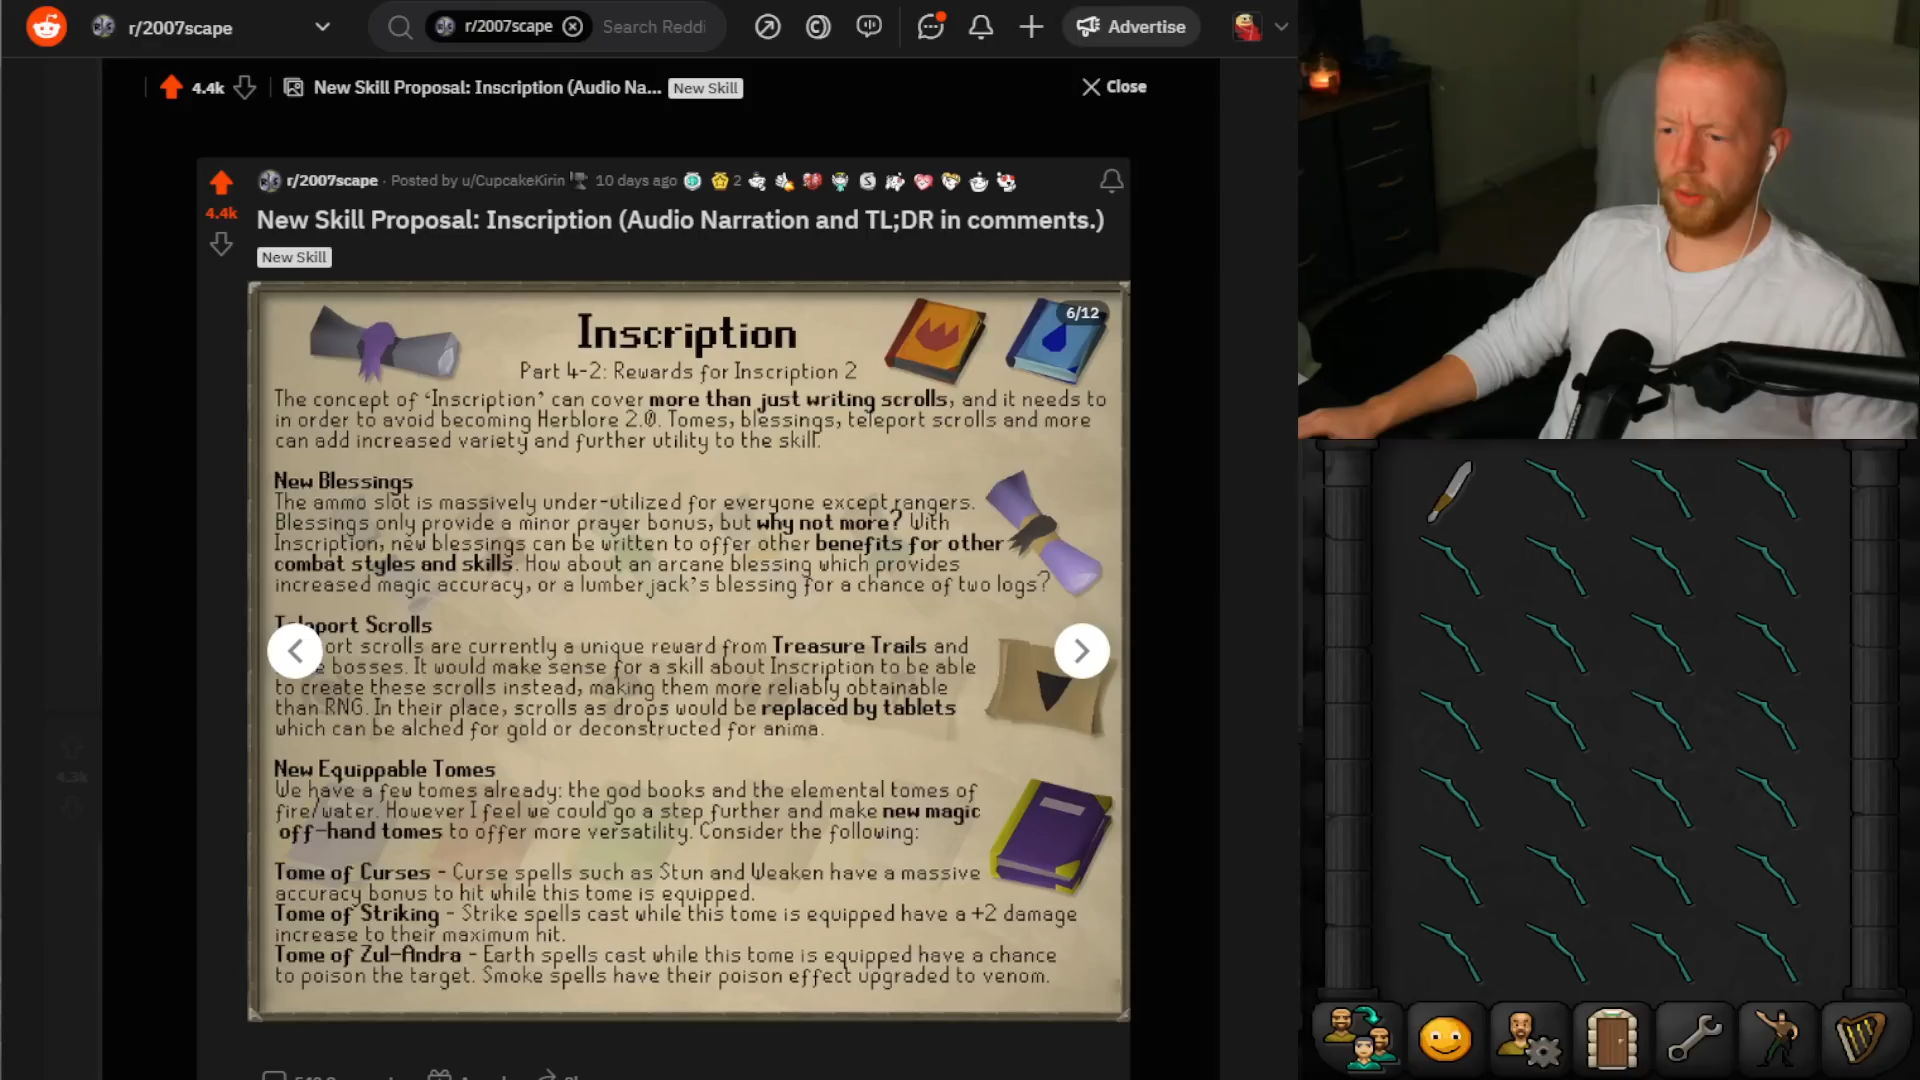 r/2007scape
r/2007scape
Search Reddi
Advertise
4.4k
New Skill Proposal: Inscription (Audio Na...
New Skill
Close
r/2007scape · Posted by u/CupcakeKirin 10 days ago 2
4.4k
New Skill Proposal: Inscription (Audio Narration and TL;DR in comments.)
New Skill
6/12
Inscription
Part 4-2: Rewards for Inscription 2
The concept of 'Inscription' can cover more than just writing scrolls, and it needs to
in order to avoid becoming Herblore 2.0. Tomes, blessings, teleport scrolls and more
can add increased variety and further utility to the skill.
New Blessings
The ammo slot is massively under-utilized for everyone except rangers.
Blessings only provide a minor prayer bonus, but why not more? With
Inscription, new blessings can be written to offer other benefits for other
combat styles and skills. How about an arcane blessing which provides
increased magic accuracy, or a lumberjack's blessing for a chance of two logs?
Teleport Scrolls
ort scrolls are currently a unique reward from Treasure Trails and
bosses. It would make sense for a skill about Inscription to be able
to create these scrolls instead, making them more reliably obtainable
than RNG. In their place, scrolls as drops would be replaced by tablets
which can be alched for gold or deconstructed for anima.
New Equippable Tomes
We have a few tomes already: the god books and the elemental tomes of
fire/water. However I feel we could go a step further and make new magic
off-hand tomes to offer more versatility. Consider the following:
Tome of Curses - Curse spells such as Stun and Weaken have a massive
accuracy bonus to hit while this tome is equipped.
Tome of Striking - Strike spells cast while this tome is equipped have a +2 damage
increase to their maximum hit.
Tome of Zul-Andra - Earth spells cast while this tome is equipped have a chance
to poison the target. Smoke spells have their poison effect upgraded to venom.
4.3k